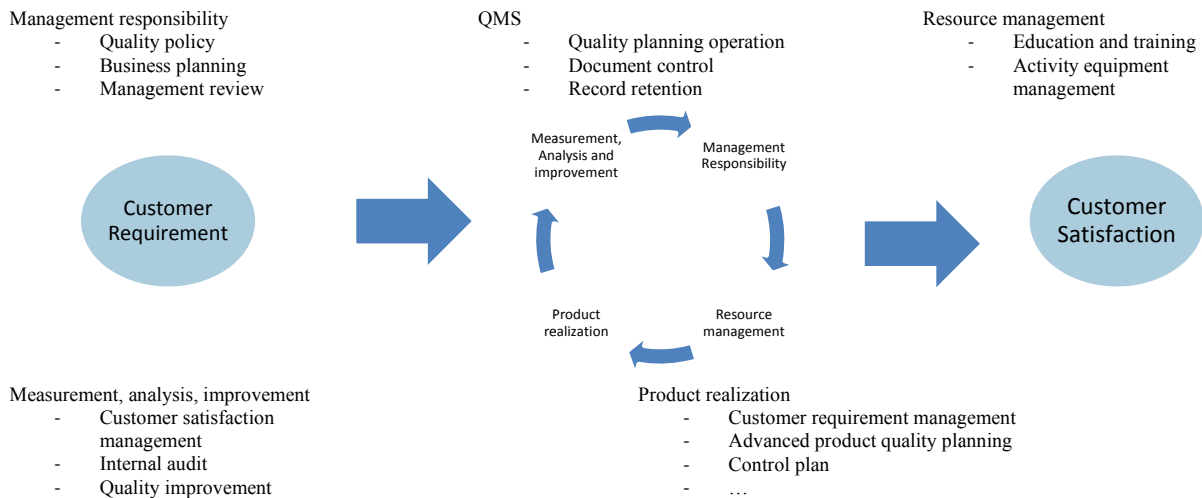 Management responsibility
- Quality policy
- Business planning
- Management review
QMS
- Quality planning operation
- Document control
- Record retention
Resource management
- Education and training
- Activity equipment
management
Customer
Requirement
Measurement,
Analysis and
improvement
Management
Responsibility
Product
realization
Resource
management
Customer
Satisfaction
Measurement, analysis, improvement
- Customer satisfaction
management
- Internal audit
- Quality improvement
Product realization
- Customer requirement management
- Advanced product quality planning
- Control plan
- …